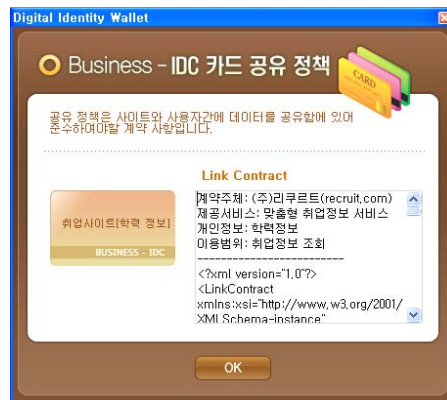 Digital Identity Wallet
Business - IDC 카드 공유 정책
CARD
공유 정책은 사이트와 사용자간에 데이터를 공유함에 있어
준수하여야할 계약 사항입니다.
Link Contract
취업사이트[학력 정보]
BUSINESS - IDC
계약주체: (주)리쿠르트(recruit.com)
제공서비스: 맞춤형 취업정보 서비스
개인정보: 학력정보
이용범위: 취업정보 조회
------------------------
<?xml version="1.0"?>
<LinkContract
xmlns:xsi="http://www.w3.org/2001/
XMLSchema-instance"
OK